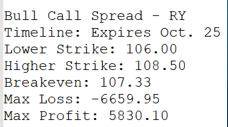 Bull Call Spread - RY
Timeline: Expires Oct. 25
Lower Strike: 106.00
Higher Strike: 108.50
Breakeven: 107.33
Max Loss: -6659.95
Max Profit: 5830.10